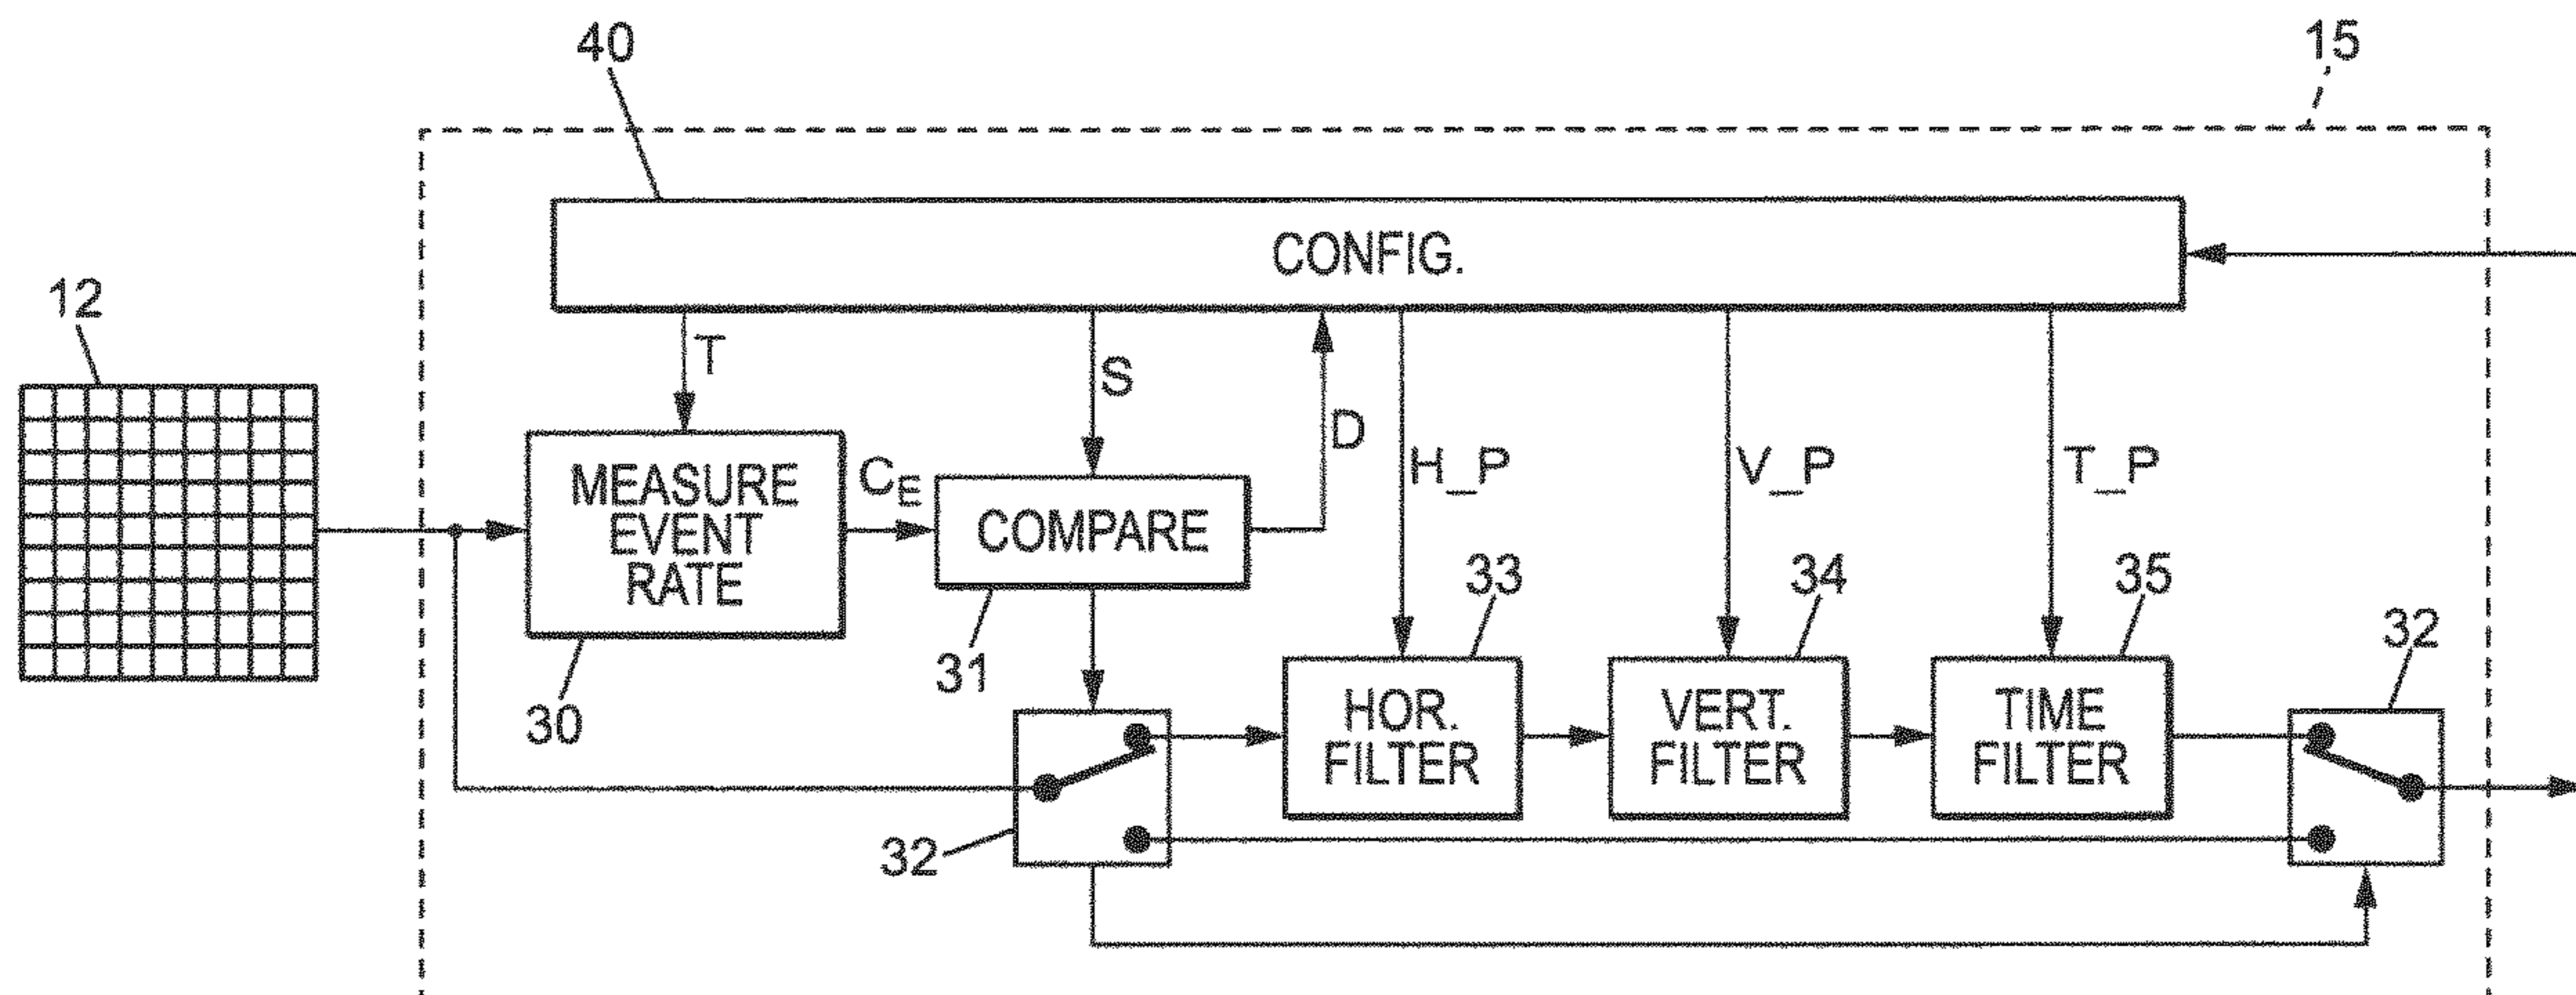 40
15
CONFIG.
12
T
S
D
H_P
V_P
T_P
MEASURE
EVENT
RATE
C_E
COMPARE
33
34
35
32
31
30
HOR.
FILTER
VERT.
FILTER
TIME
FILTER
32